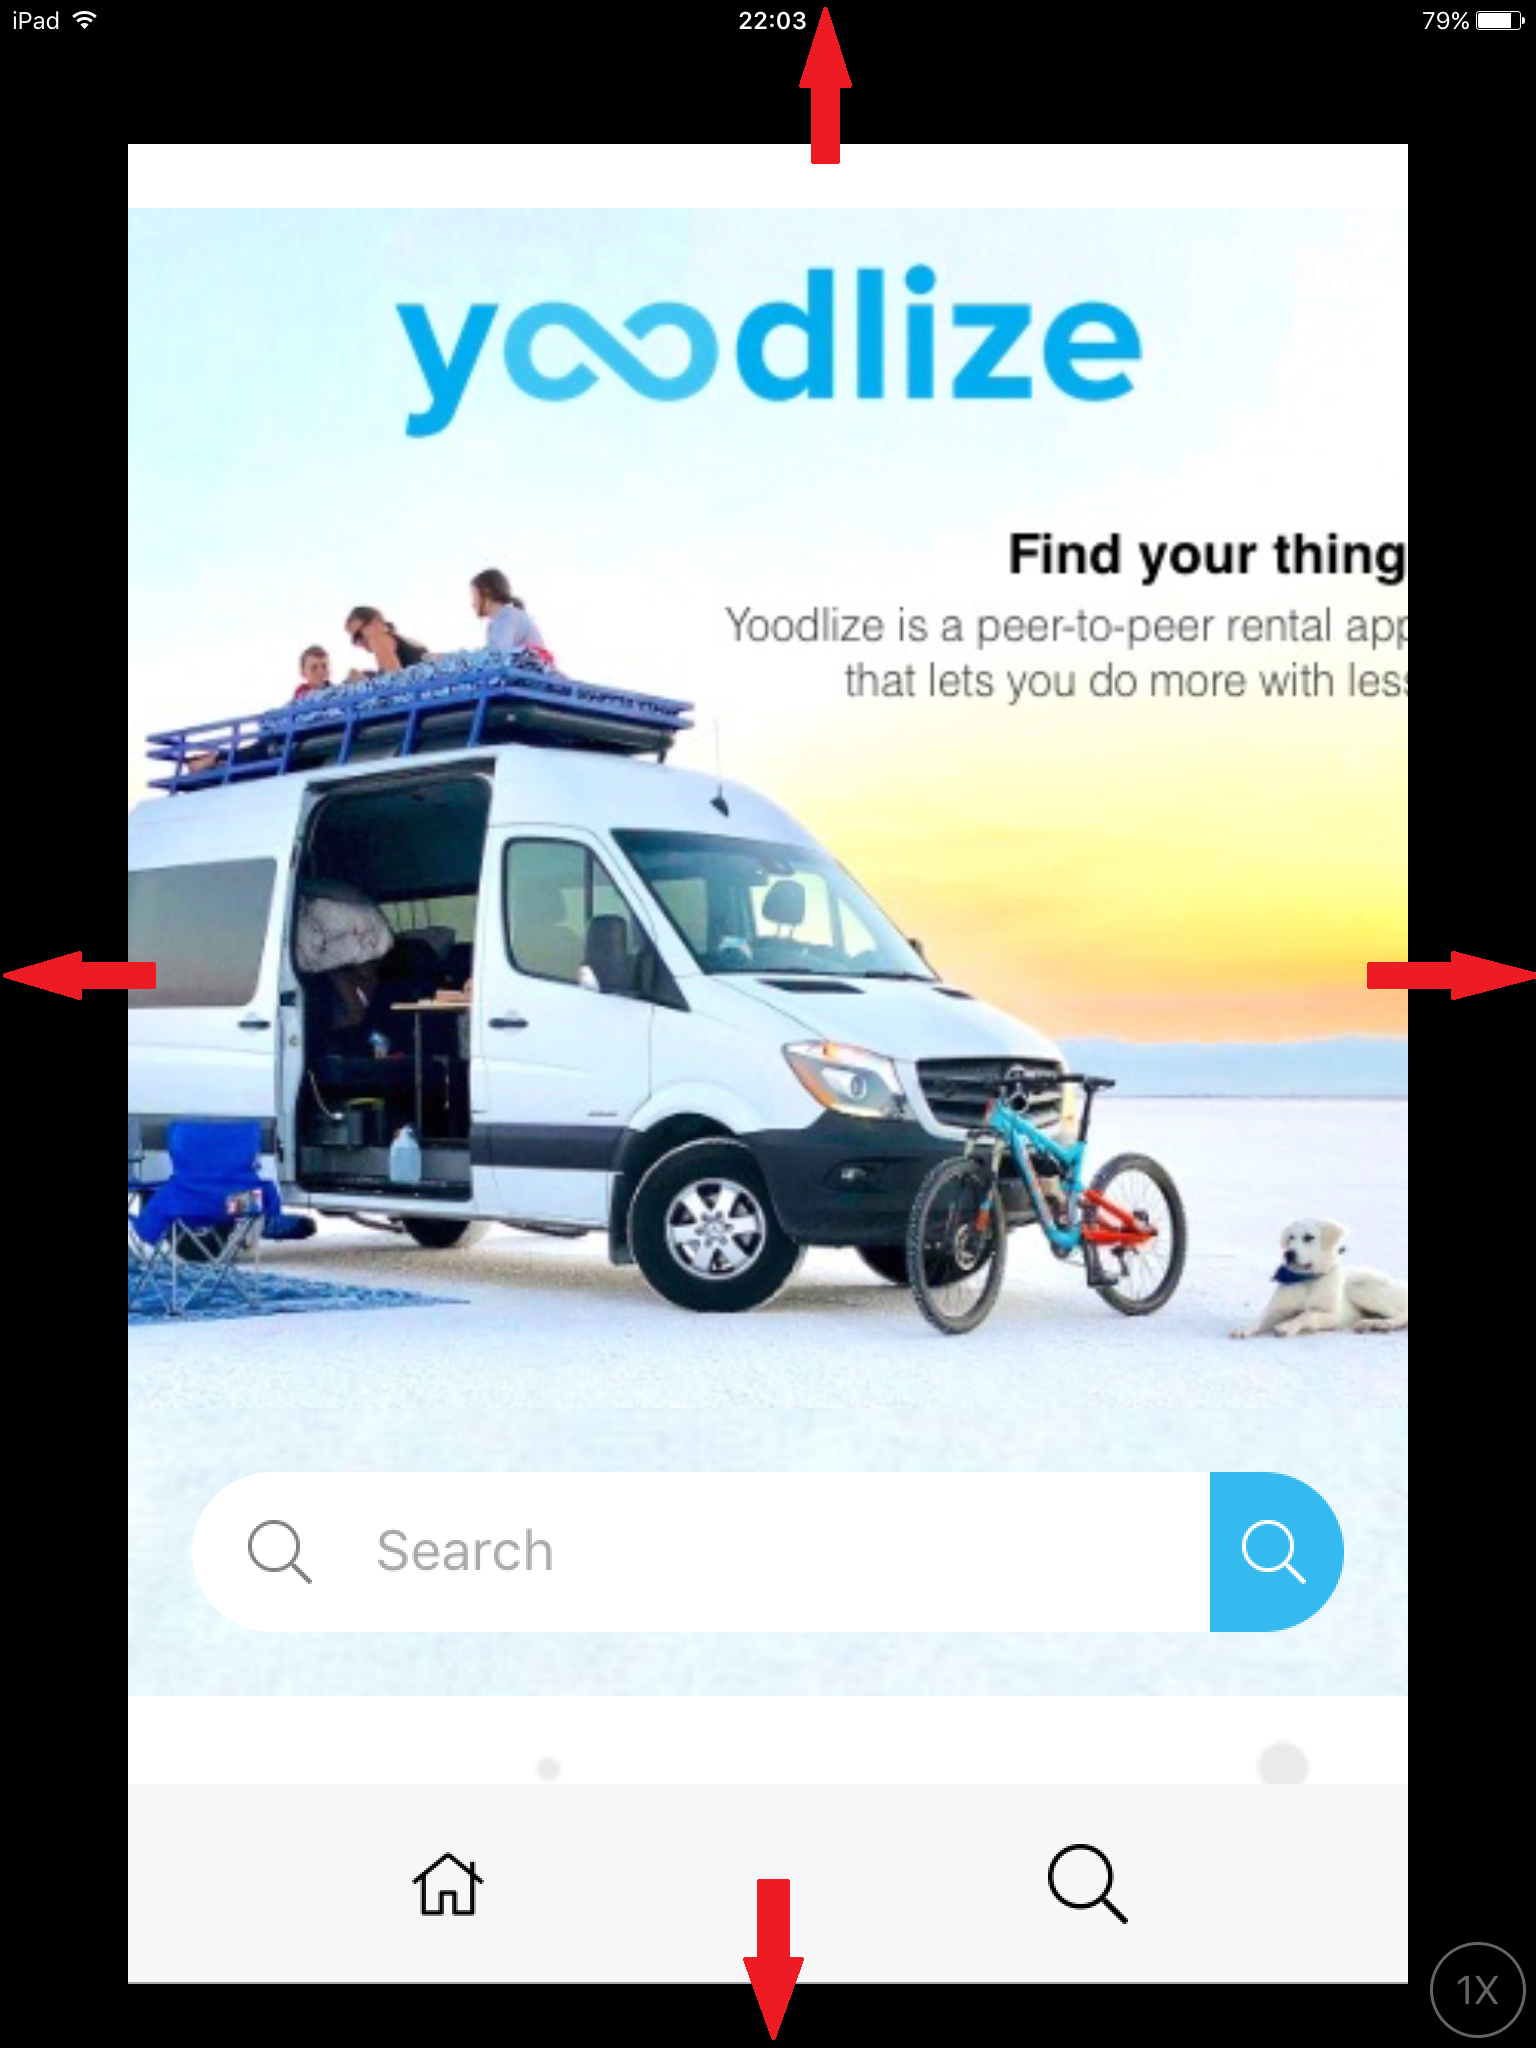 iPad 22:03 79%
yoodlize
Find your thing
Yoodlize is a peer-to-peer rental app
that lets you do more with less
Search
1X